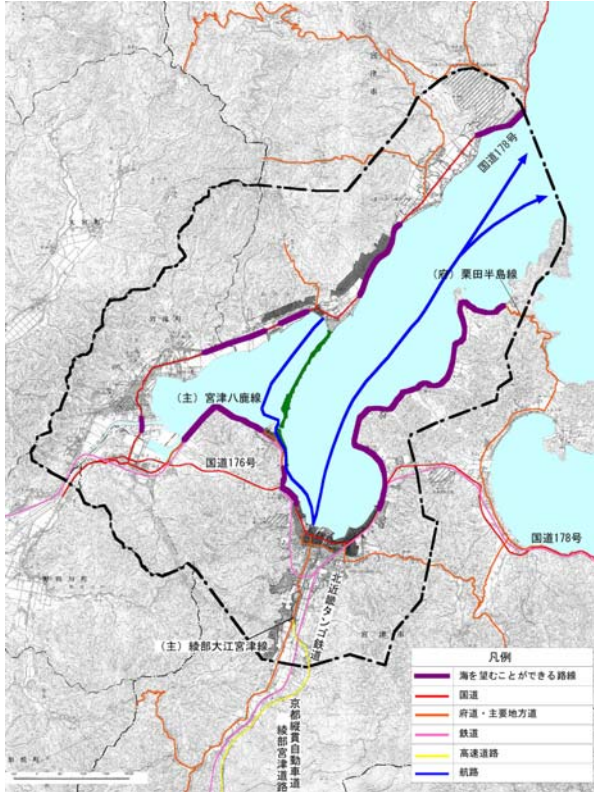 国道178号
（府）栗田半島線
（主）宮津八鹿線
国道176号
国道178号
北近畿タンゴ鉄道
（主）綾部大江宮津線
京都縦貫自動車道
綾部宮津道路
凡例
海を望むことができる路線
国道
府道・主要地方道
鉄道
高速道路
航路